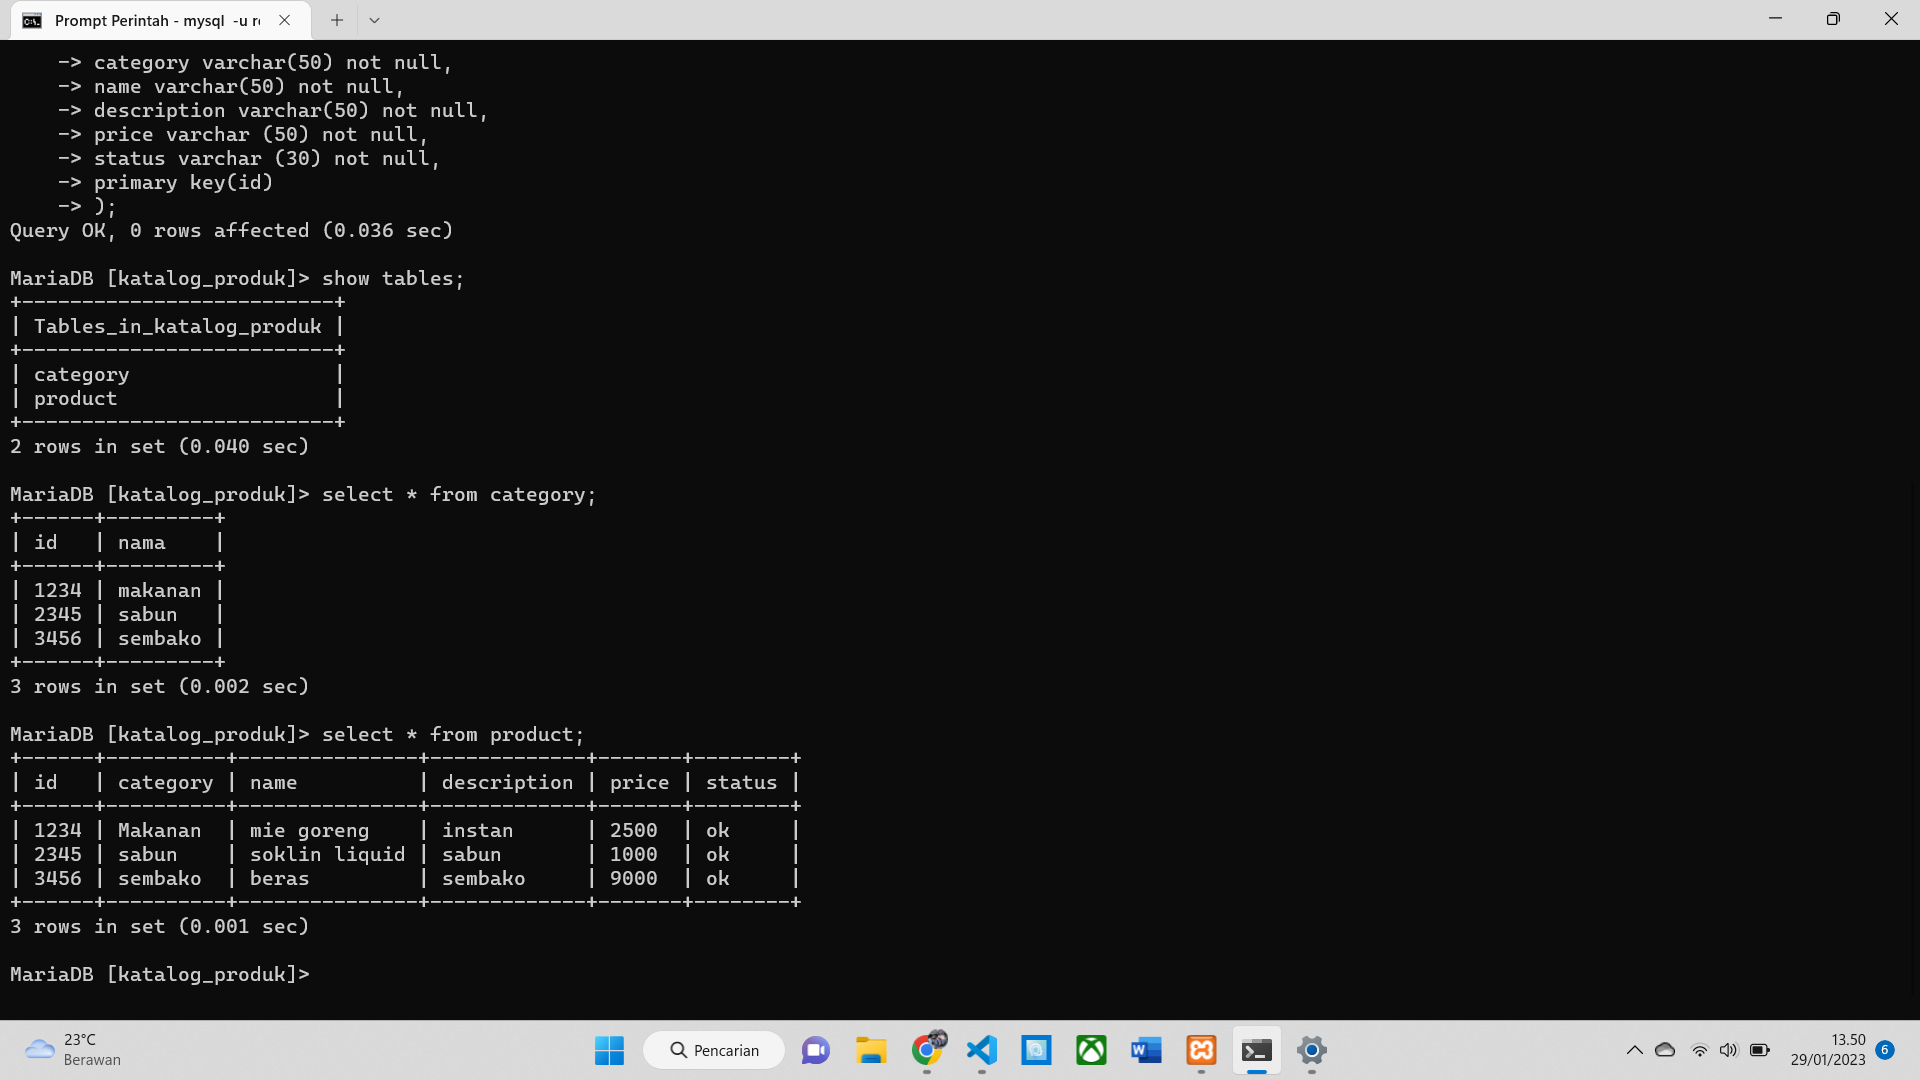 Prompt Perintah - mysql -u r
-> category varchar(50) not null,
-> name varchar(50) not null,
-> description varchar(50) not null,
-> price varchar (50) not null,
-> status varchar (30) not null,
-> primary key(id)
-> );
Query OK, 0 rows affected (0.036 sec)
MariaDB [katalog_produk]> show tables;
+--------------------------+
| Tables_in_katalog_produk |
+--------------------------+
| category                 |
| product                  |
+--------------------------+
2 rows in set (0.040 sec)
MariaDB [katalog_produk]> select * from category;
+------+---------+
| id   | nama    |
+------+---------+
| 1234 | makanan |
| 2345 | sabun   |
| 3456 | sembako |
+------+---------+
3 rows in set (0.002 sec)
MariaDB [katalog_produk]> select * from product;
+------+----------+---------------+-------------+-------+--------+
| id   | category | name          | description | price | status |
+------+----------+---------------+-------------+-------+--------+
| 1234 | Makanan  | mie goreng    | instan      | 2500  | ok     |
| 2345 | sabun    | soklin liquid | sabun       | 1000  | ok     |
| 3456 | sembako  | beras         | sembako     | 9000  | ok     |
+------+----------+---------------+-------------+-------+--------+
3 rows in set (0.001 sec)
MariaDB [katalog_produk]>
23°C
Berawan
Pencarian
13.50
29/01/2023
6